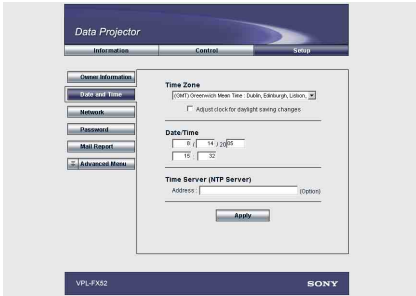 Data Projector
Information Control Setup
Owner Information
Date and Time
Network
Password
Mail Report
Advanced Menu
Time Zone
(GMT) Greenwich Mean Time : Dublin, Edinburgh, Lisbon,
Adjust clock for daylight saving changes
Date/Time
8 / 14 / 2005
15 32
Time Server (NTP Server)
Address : (Option)
Apply
VPL-FX52 SONY